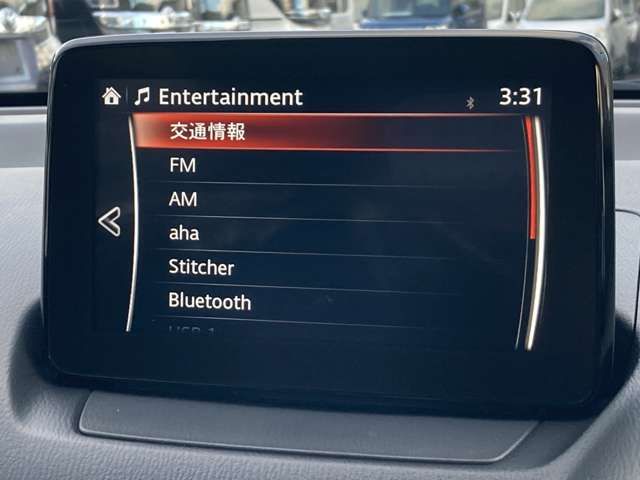 Entertainment 3:31
交通情報
FM
AM
aha
Stitcher
Bluetooth